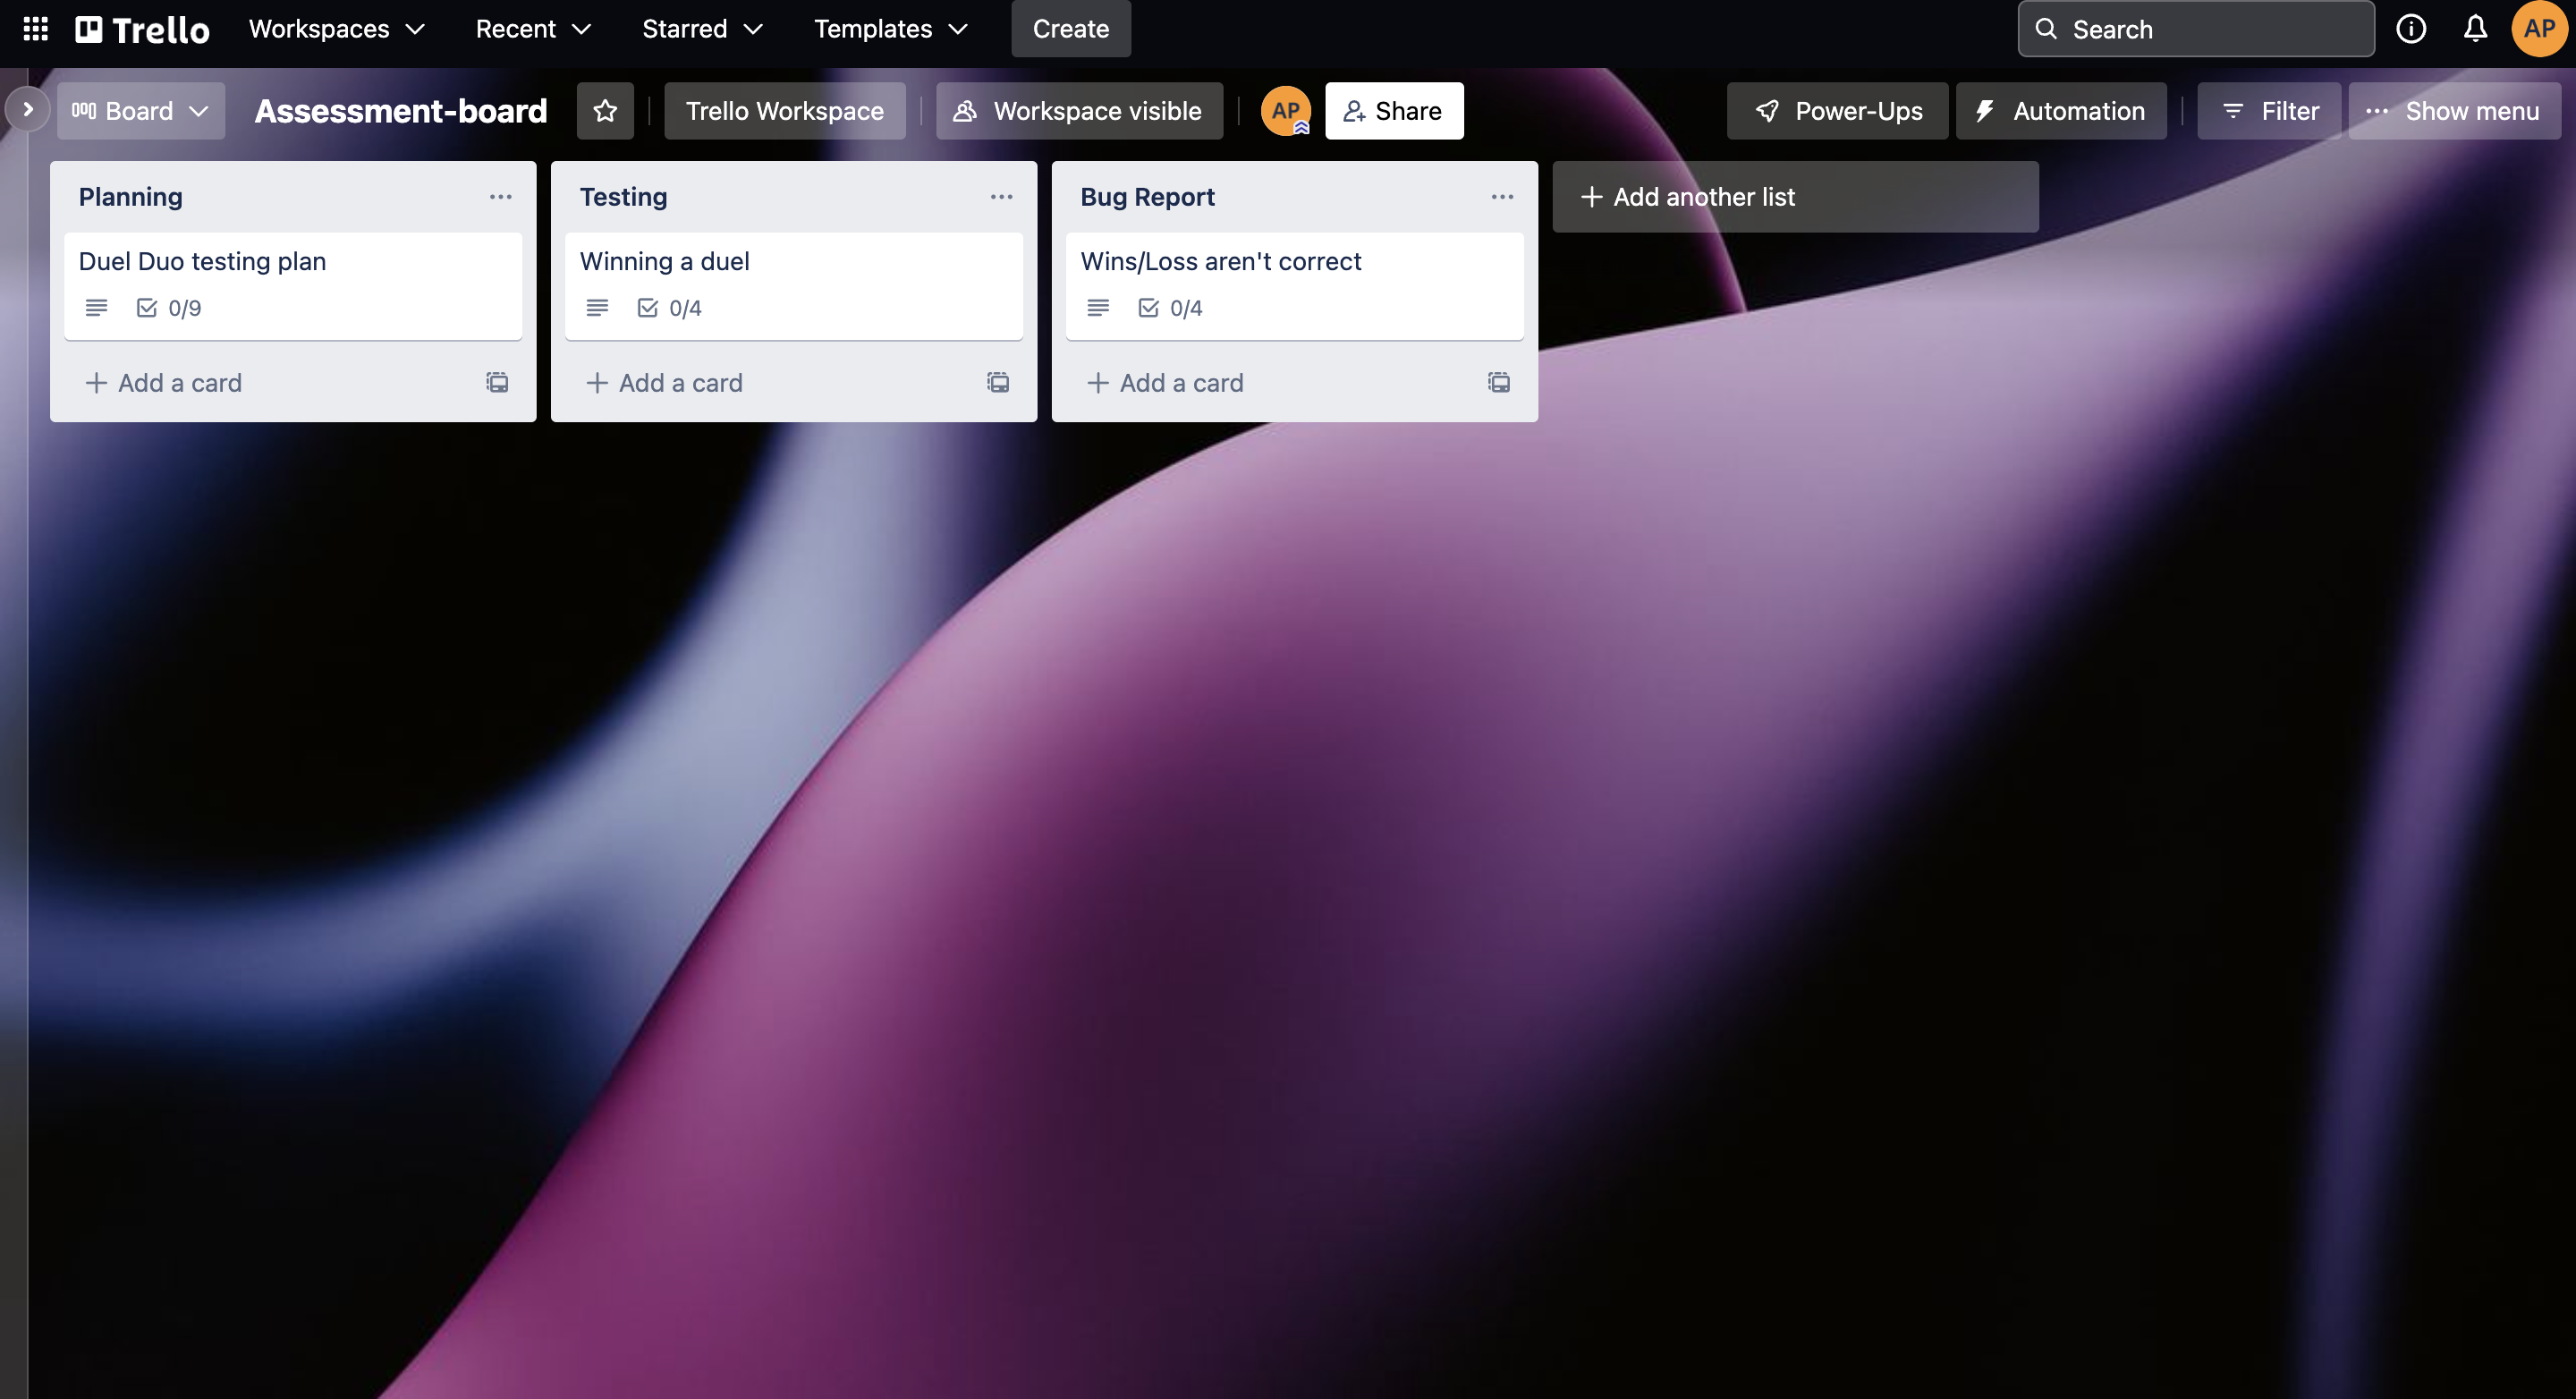 Trello Workspaces Recent Starred Templates Create Search AP
Board Assessment-board Trello Workspace Workspace visible AP Share Power-Ups Automation Filter Show menu
Planning
Duel Duo testing plan
0/9
Add a card
Testing
Winning a duel
0/4
Add a card
Bug Report
Wins/Loss aren't correct
0/4
Add a card
Add another list